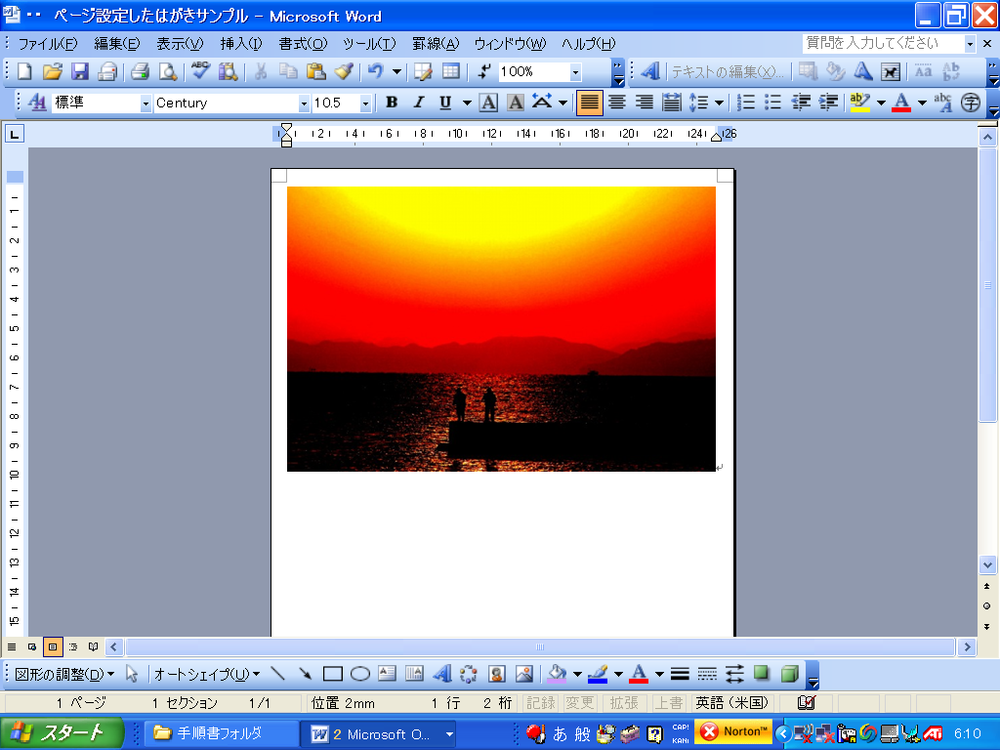 ページ設定したはがきサンプル - Microsoft Word
ファイル(F) 編集(E) 表示(V) 挿入(I) 書式(O) ツール(T) 罫線(A) ウィンドウ(W) ヘルプ(H) 質問を入力してください
100% テキストの編集(X)...
標準 Century 10.5 B I U A A
2 4 6 8 10 12 14 16 18 20 22 24 26
1
2
3
4
5
6
7
8
9
10
11
12
13
14
15
図形の調整(D) オートシェイプ(U)
1 ページ 1 セクション 1/1 位置 2mm 1 行 2 桁 記録 変更 拡張 上書 英語 (米国)
スタート 手順書フォルダ 2 Microsoft O... あ 般 CAPS KANA Norton™ ATI 6:10